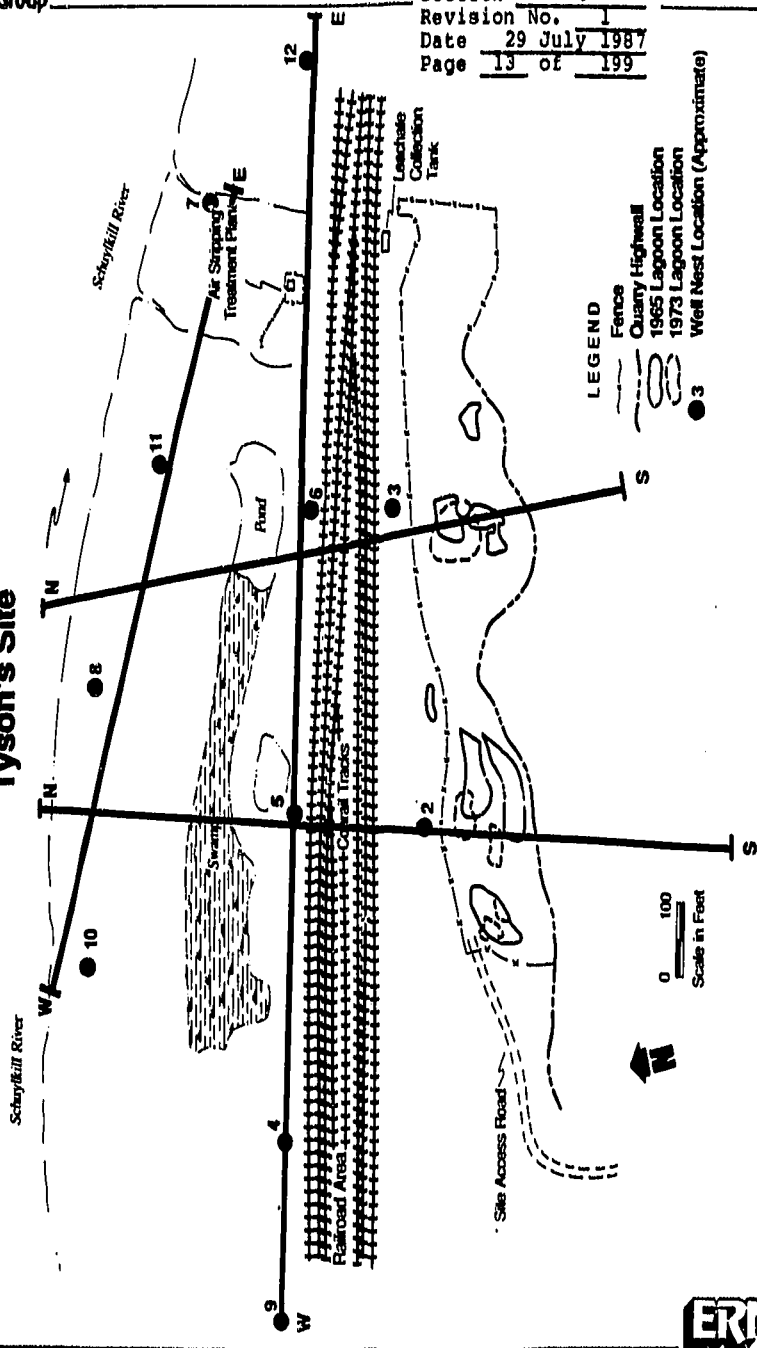 Group
Revision No. 1
Date 29 July 1987
Page 13 of 199
Tyson's Site
Schuylkill River
Schuylkill River
W
10
N
8
N
11
7
Air Stripping
Treatment Plant
E
12
E
Swamp
Pond
9
W
4
5
6
Railroad Area
Conrail Tracks
Leachate
Collection
Tank
2
3
Site Access Road
S
S
N
0 100
Scale in Feet
LEGEND
Fence
Quarry Highwall
1965 Lagoon Location
1973 Lagoon Location
3 Well Nest Location (Approximate)
ERM